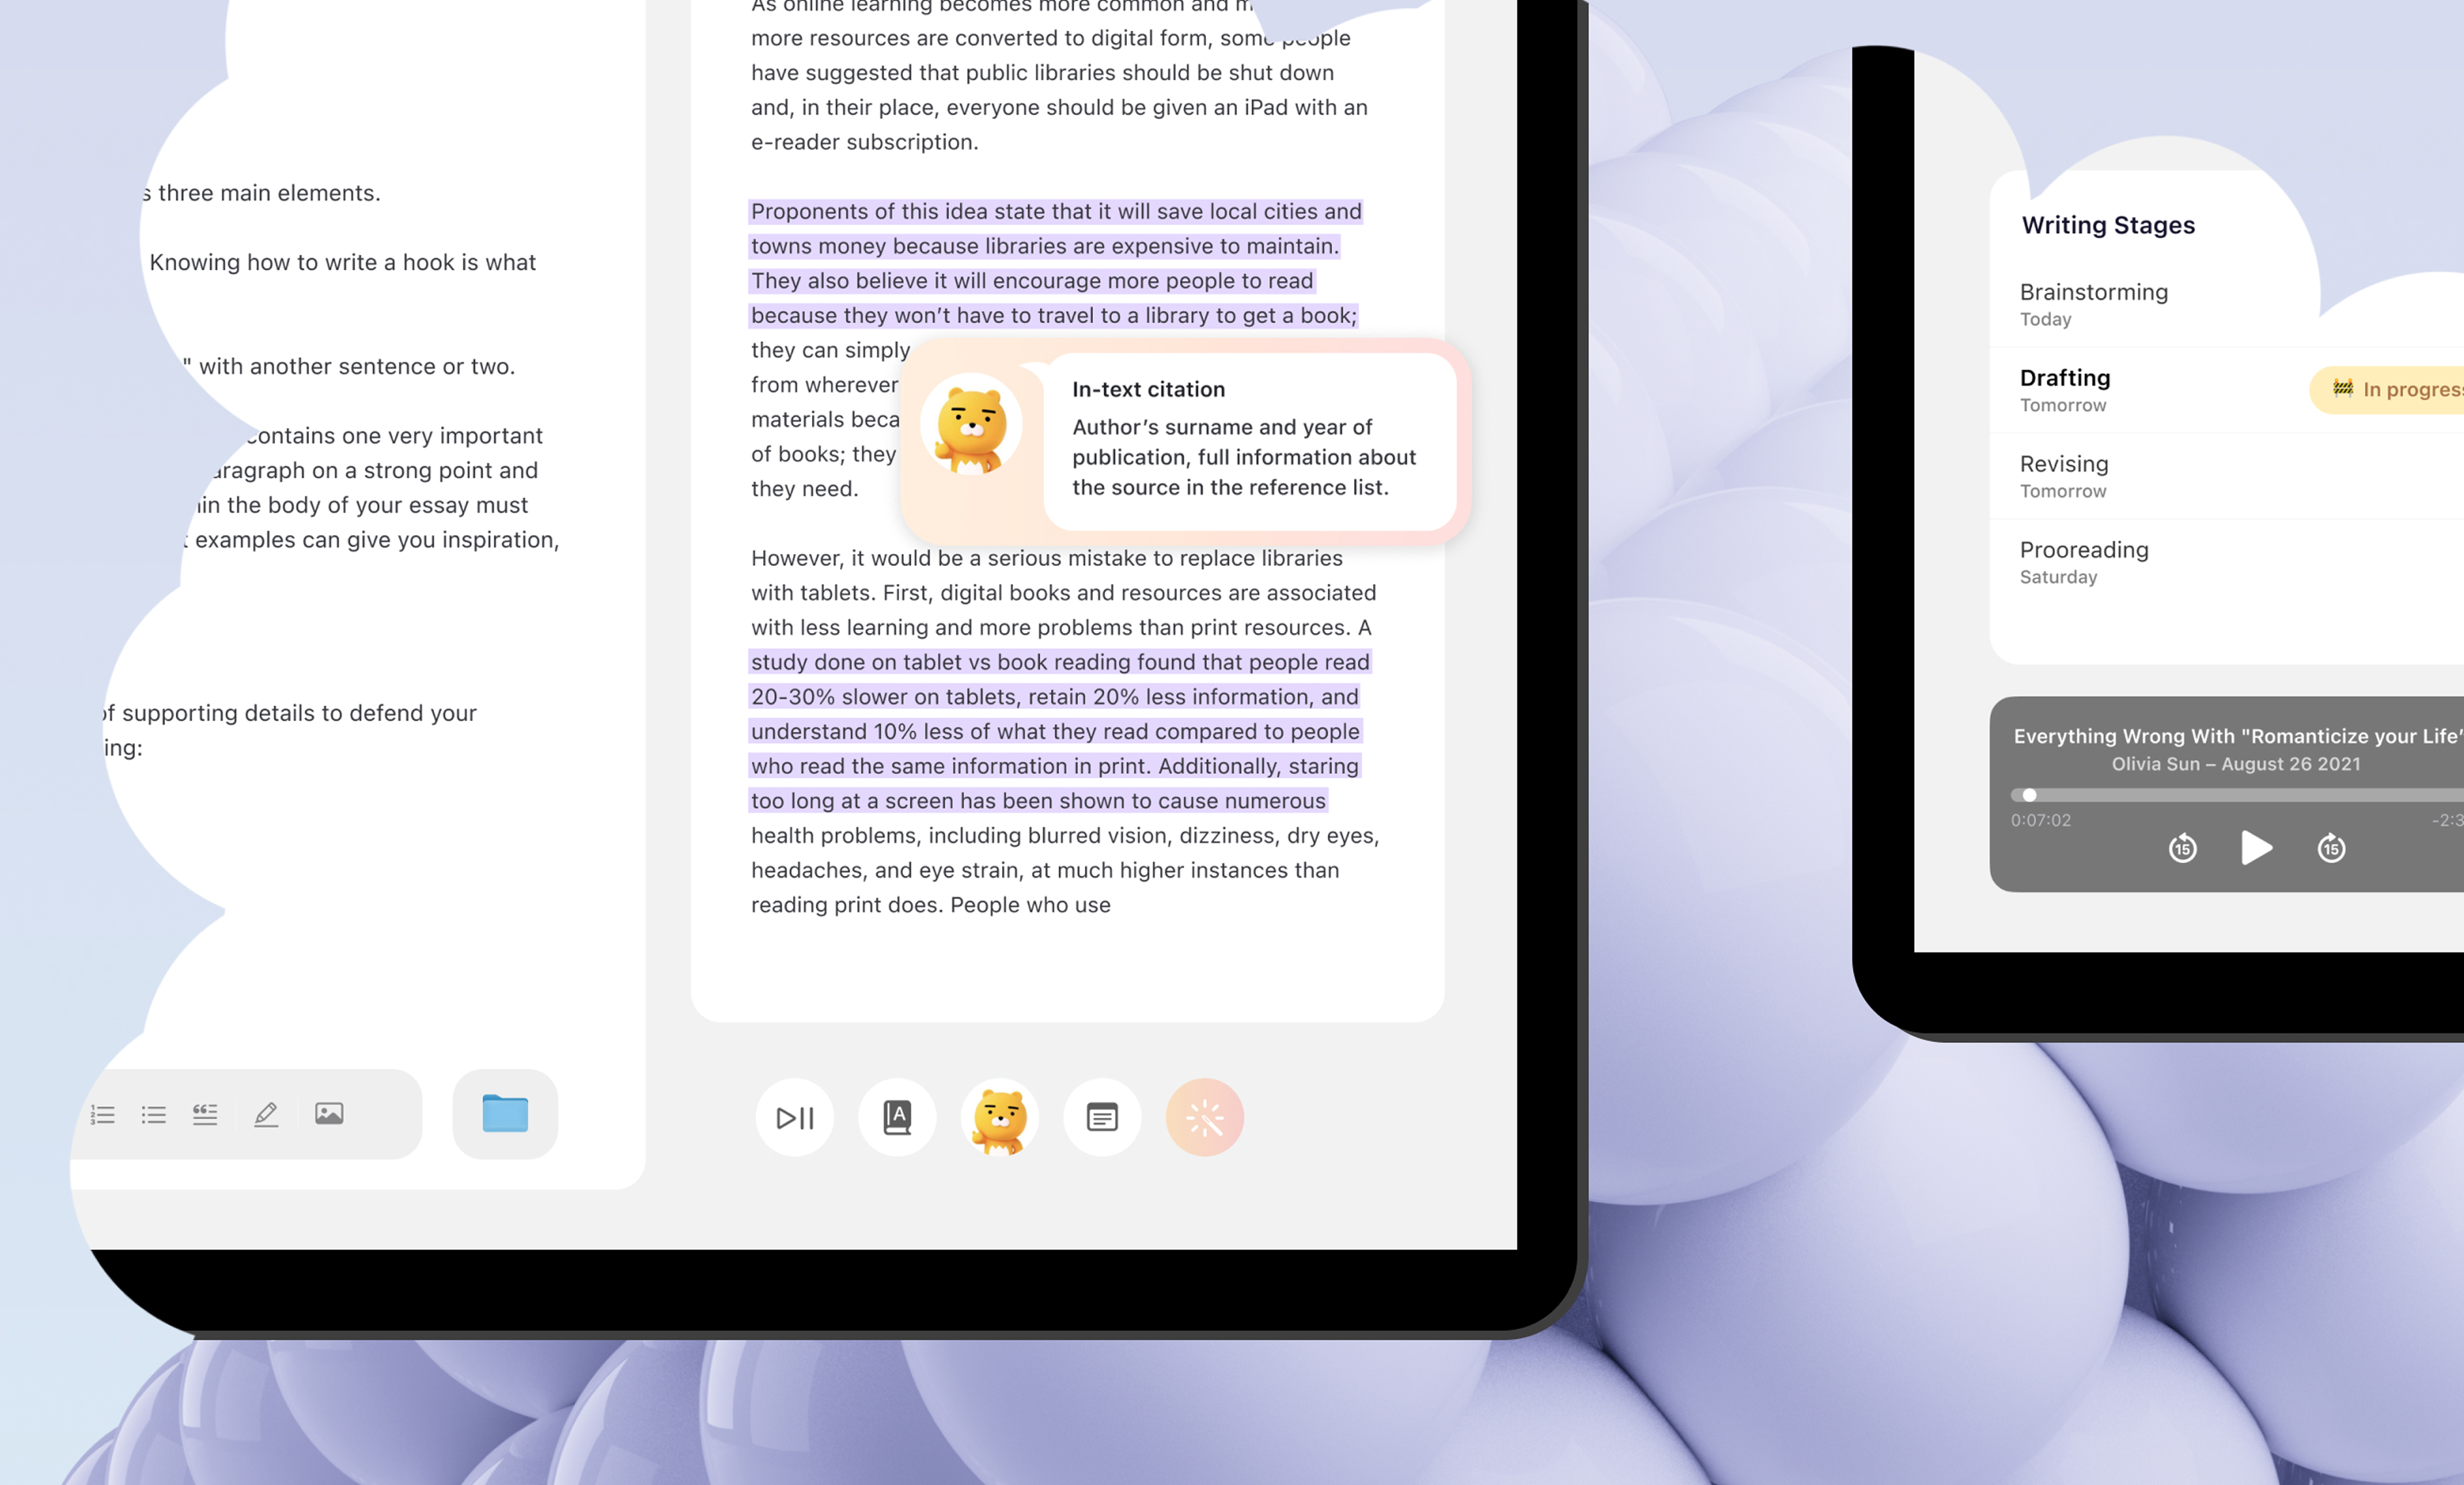 three main elements.
Knowing how to write a hook is what
" with another sentence or two.
contains one very important
paragraph on a strong point and
in the body of your essay must
examples can give you inspiration,
of supporting details to defend your
ing:
As online learning becomes more common and
more resources are converted to digital form, some people
have suggested that public libraries should be shut down
and, in their place, everyone should be given an iPad with an
e-reader subscription.
Proponents of this idea state that it will save local cities and
towns money because libraries are expensive to maintain.
They also believe it will encourage more people to read
because they won’t have to travel to a library to get a book;
they can simply
from wherever
materials beca
of books; they
they need.
In-text citation
Author’s surname and year of
publication, full information about
the source in the reference list.
However, it would be a serious mistake to replace libraries
with tablets. First, digital books and resources are associated
with less learning and more problems than print resources. A
study done on tablet vs book reading found that people read
20-30% slower on tablets, retain 20% less information, and
understand 10% less of what they read compared to people
who read the same information in print. Additionally, staring
too long at a screen has been shown to cause numerous
health problems, including blurred vision, dizziness, dry eyes,
headaches, and eye strain, at much higher instances than
reading print does. People who use
A
Writing Stages
Brainstorming
Today
Drafting
Tomorrow
In progress
Revising
Tomorrow
Prooreading
Saturday
Everything Wrong With "Romanticize your Life"
Olivia Sun – August 26 2021
0:07:02
-2:3
15
15